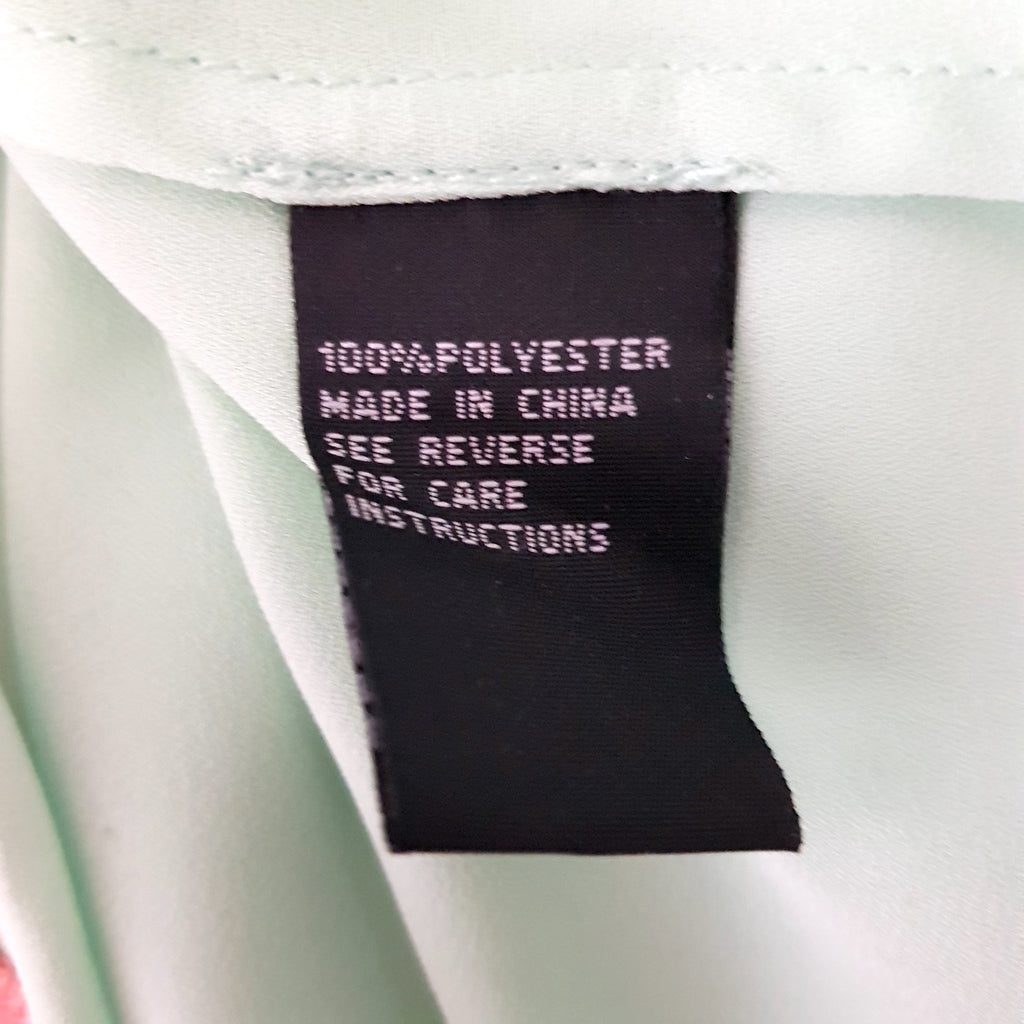 100%POLYESTER
MADE IN CHINA
SEE REVERSE
FOR CARE
INSTRUCTIONS